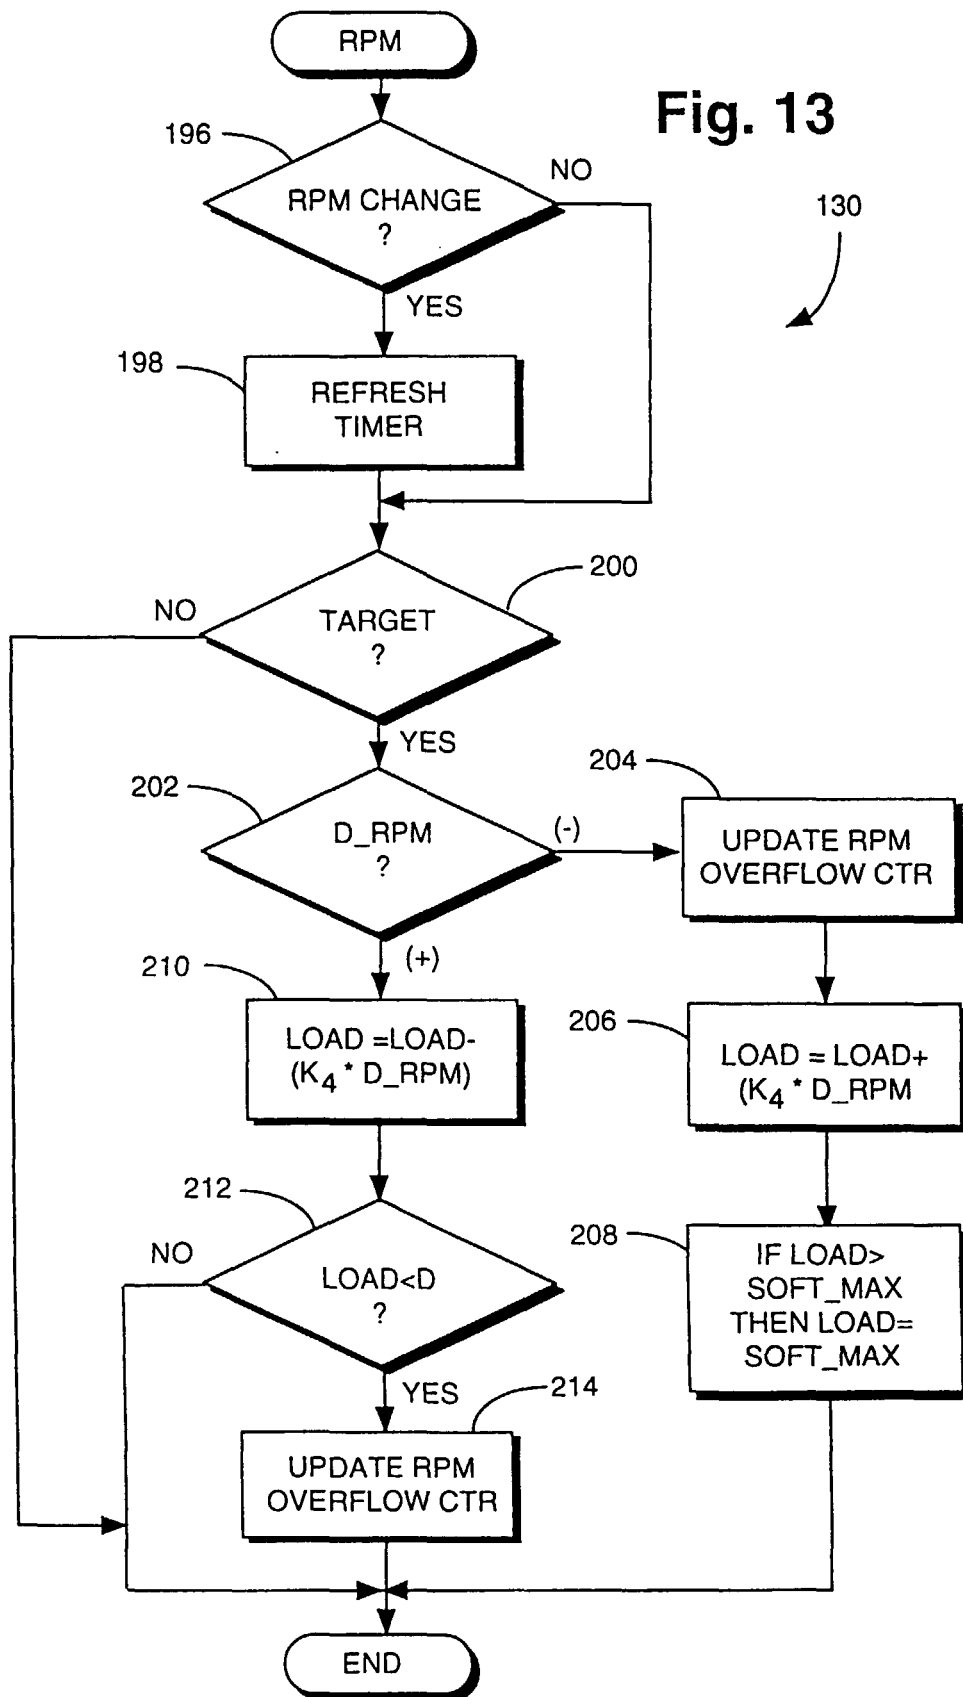 RPM
Fig. 13
196
NO
RPM CHANGE
?
130
YES
198
REFRESH
TIMER
200
NO
TARGET
?
YES
202
204
D_RPM
?
(-)
UPDATE RPM
OVERFLOW CTR
(+)
210
LOAD =LOAD-
(K4 * D_RPM)
206
LOAD = LOAD+
(K4 * D_RPM
212
NO
LOAD<D
?
208
IF LOAD>
SOFT_MAX
THEN LOAD=
SOFT_MAX
YES
214
UPDATE RPM
OVERFLOW CTR
END